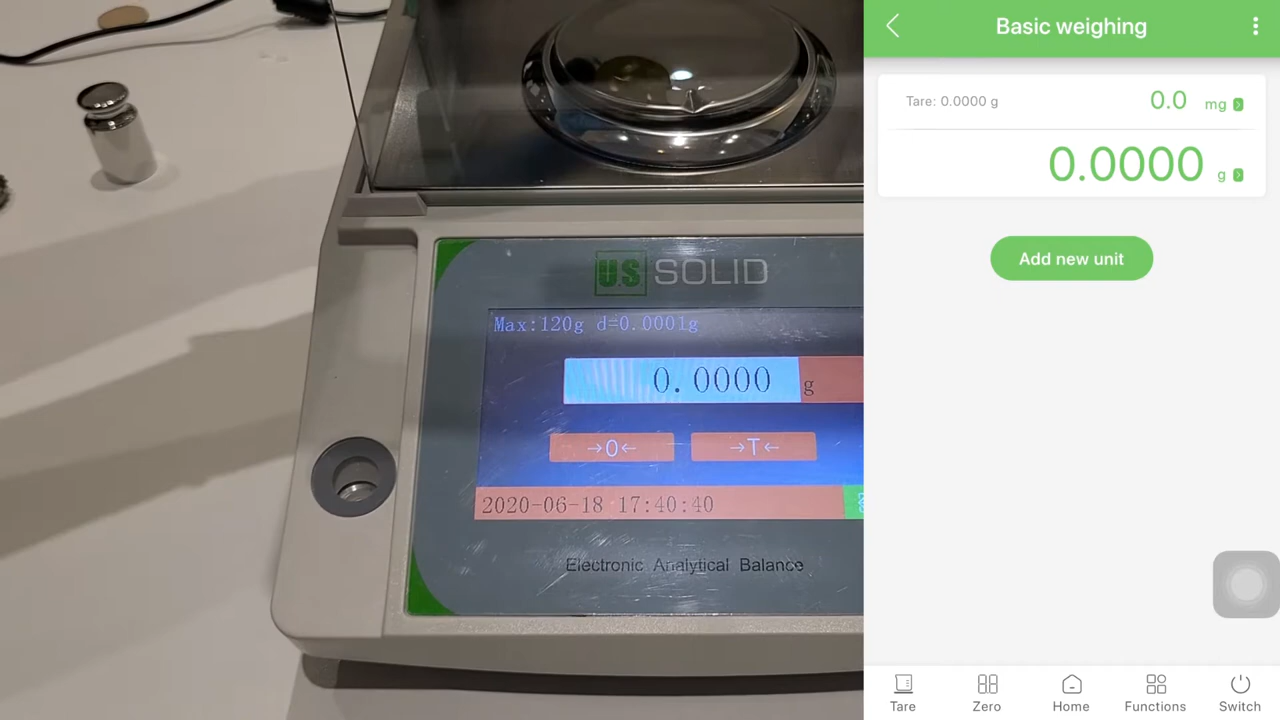 U.S SOLID
Max:120g d=0.0001g
0.0000 g
→0← →T←
2020-06-18 17:40:40
Electronic Analytical Balance
Basic weighing
Tare: 0.0000 g
0.0 mg
0.0000 g
Add new unit
Tare
Zero
Home
Functions
Switch